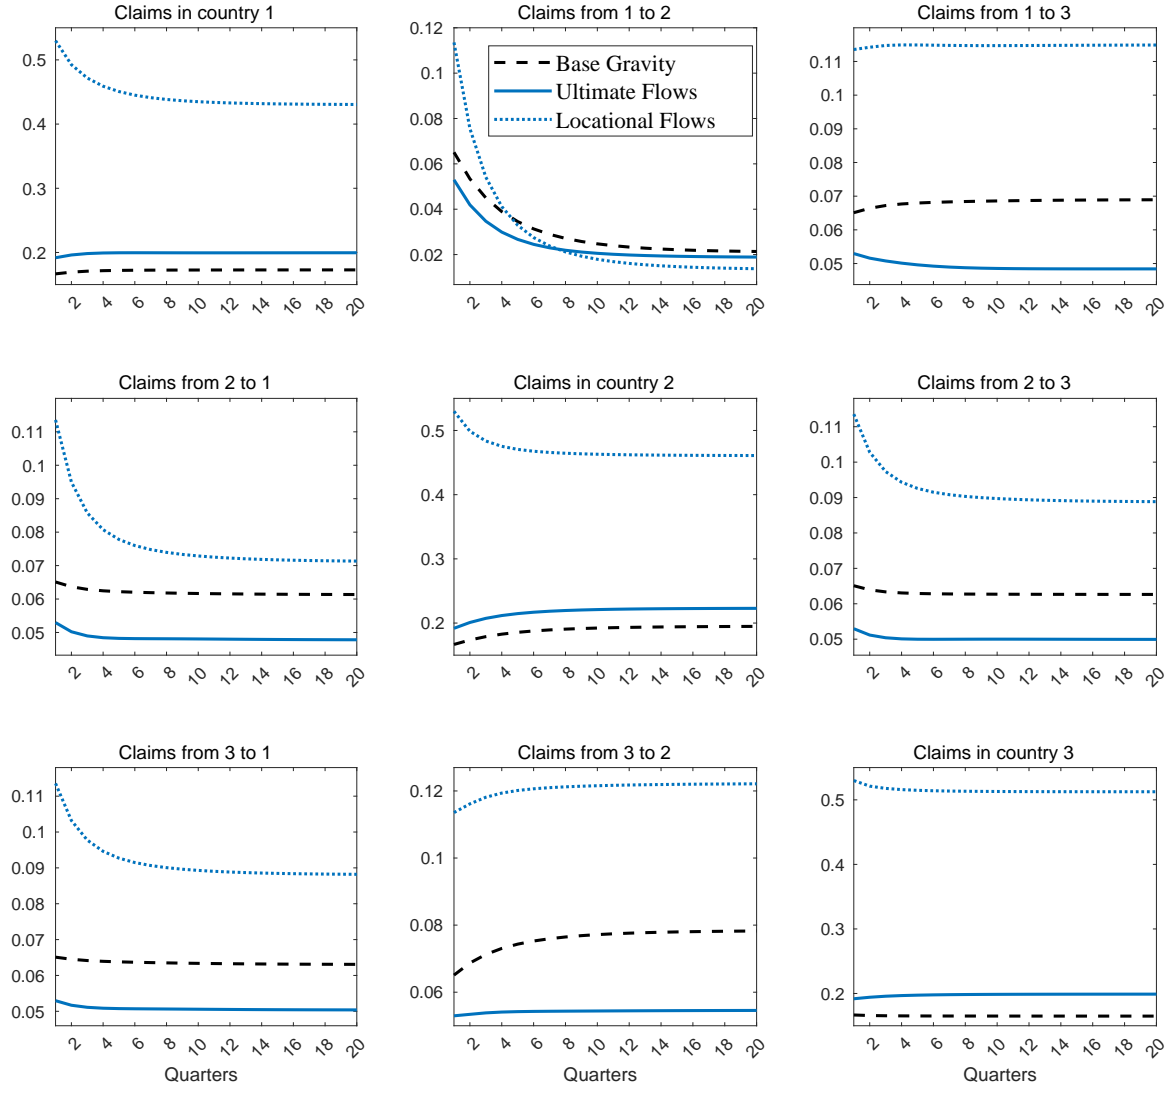 Claims in country 1
0.5
0.4
0.3
0.2
2 4 6 8 10 12 14 16 18 20
Claims from 1 to 2
0.12
0.1
0.08
0.06
0.04
0.02
2 4 6 8 10 12 14 16 18 20
Base Gravity
Ultimate Flows
Locational Flows
Claims from 1 to 3
0.11
0.1
0.09
0.08
0.07
0.06
0.05
2 4 6 8 10 12 14 16 18 20
Claims from 2 to 1
0.11
0.1
0.09
0.08
0.07
0.06
0.05
2 4 6 8 10 12 14 16 18 20
Claims in country 2
0.5
0.4
0.3
0.2
2 4 6 8 10 12 14 16 18 20
Claims from 2 to 3
0.11
0.1
0.09
0.08
0.07
0.06
0.05
2 4 6 8 10 12 14 16 18 20
Claims from 3 to 1
0.11
0.1
0.09
0.08
0.07
0.06
0.05
2 4 6 8 10 12 14 16 18 20
Quarters
Claims from 3 to 2
0.12
0.1
0.08
0.06
2 4 6 8 10 12 14 16 18 20
Quarters
Claims in country 3
0.5
0.4
0.3
0.2
2 4 6 8 10 12 14 16 18 20
Quarters